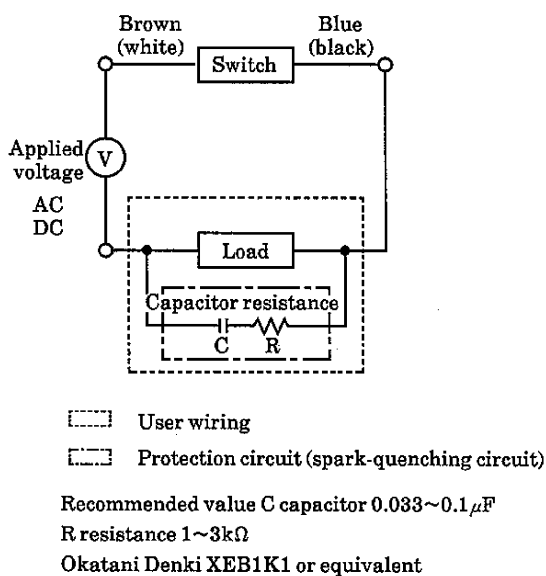 Brown
(white)
Blue
(black)
Switch
Applied
voltage
V
AC
DC
Load
Capacitor resistance
C
R
User wiring
Protection circuit (spark-quenching circuit)
Recommended value C capacitor 0.033~0.1μF
R resistance 1~3kΩ
Okatani Denki XEB1K1 or equivalent